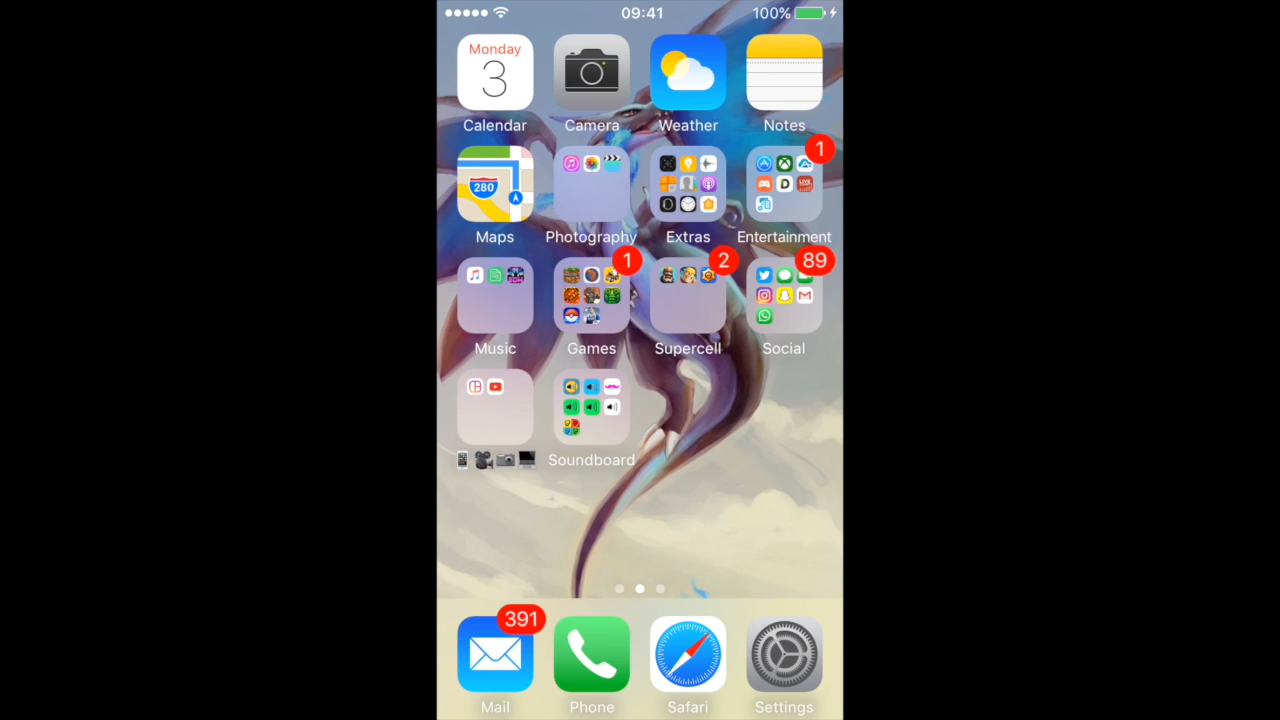 09:41 100%
Monday
3
Calendar Camera Weather Notes
280 1
Maps Photography Extras Entertainment
1 2 89
Music Games Supercell Social
Soundboard
391
Mail Phone Safari Settings